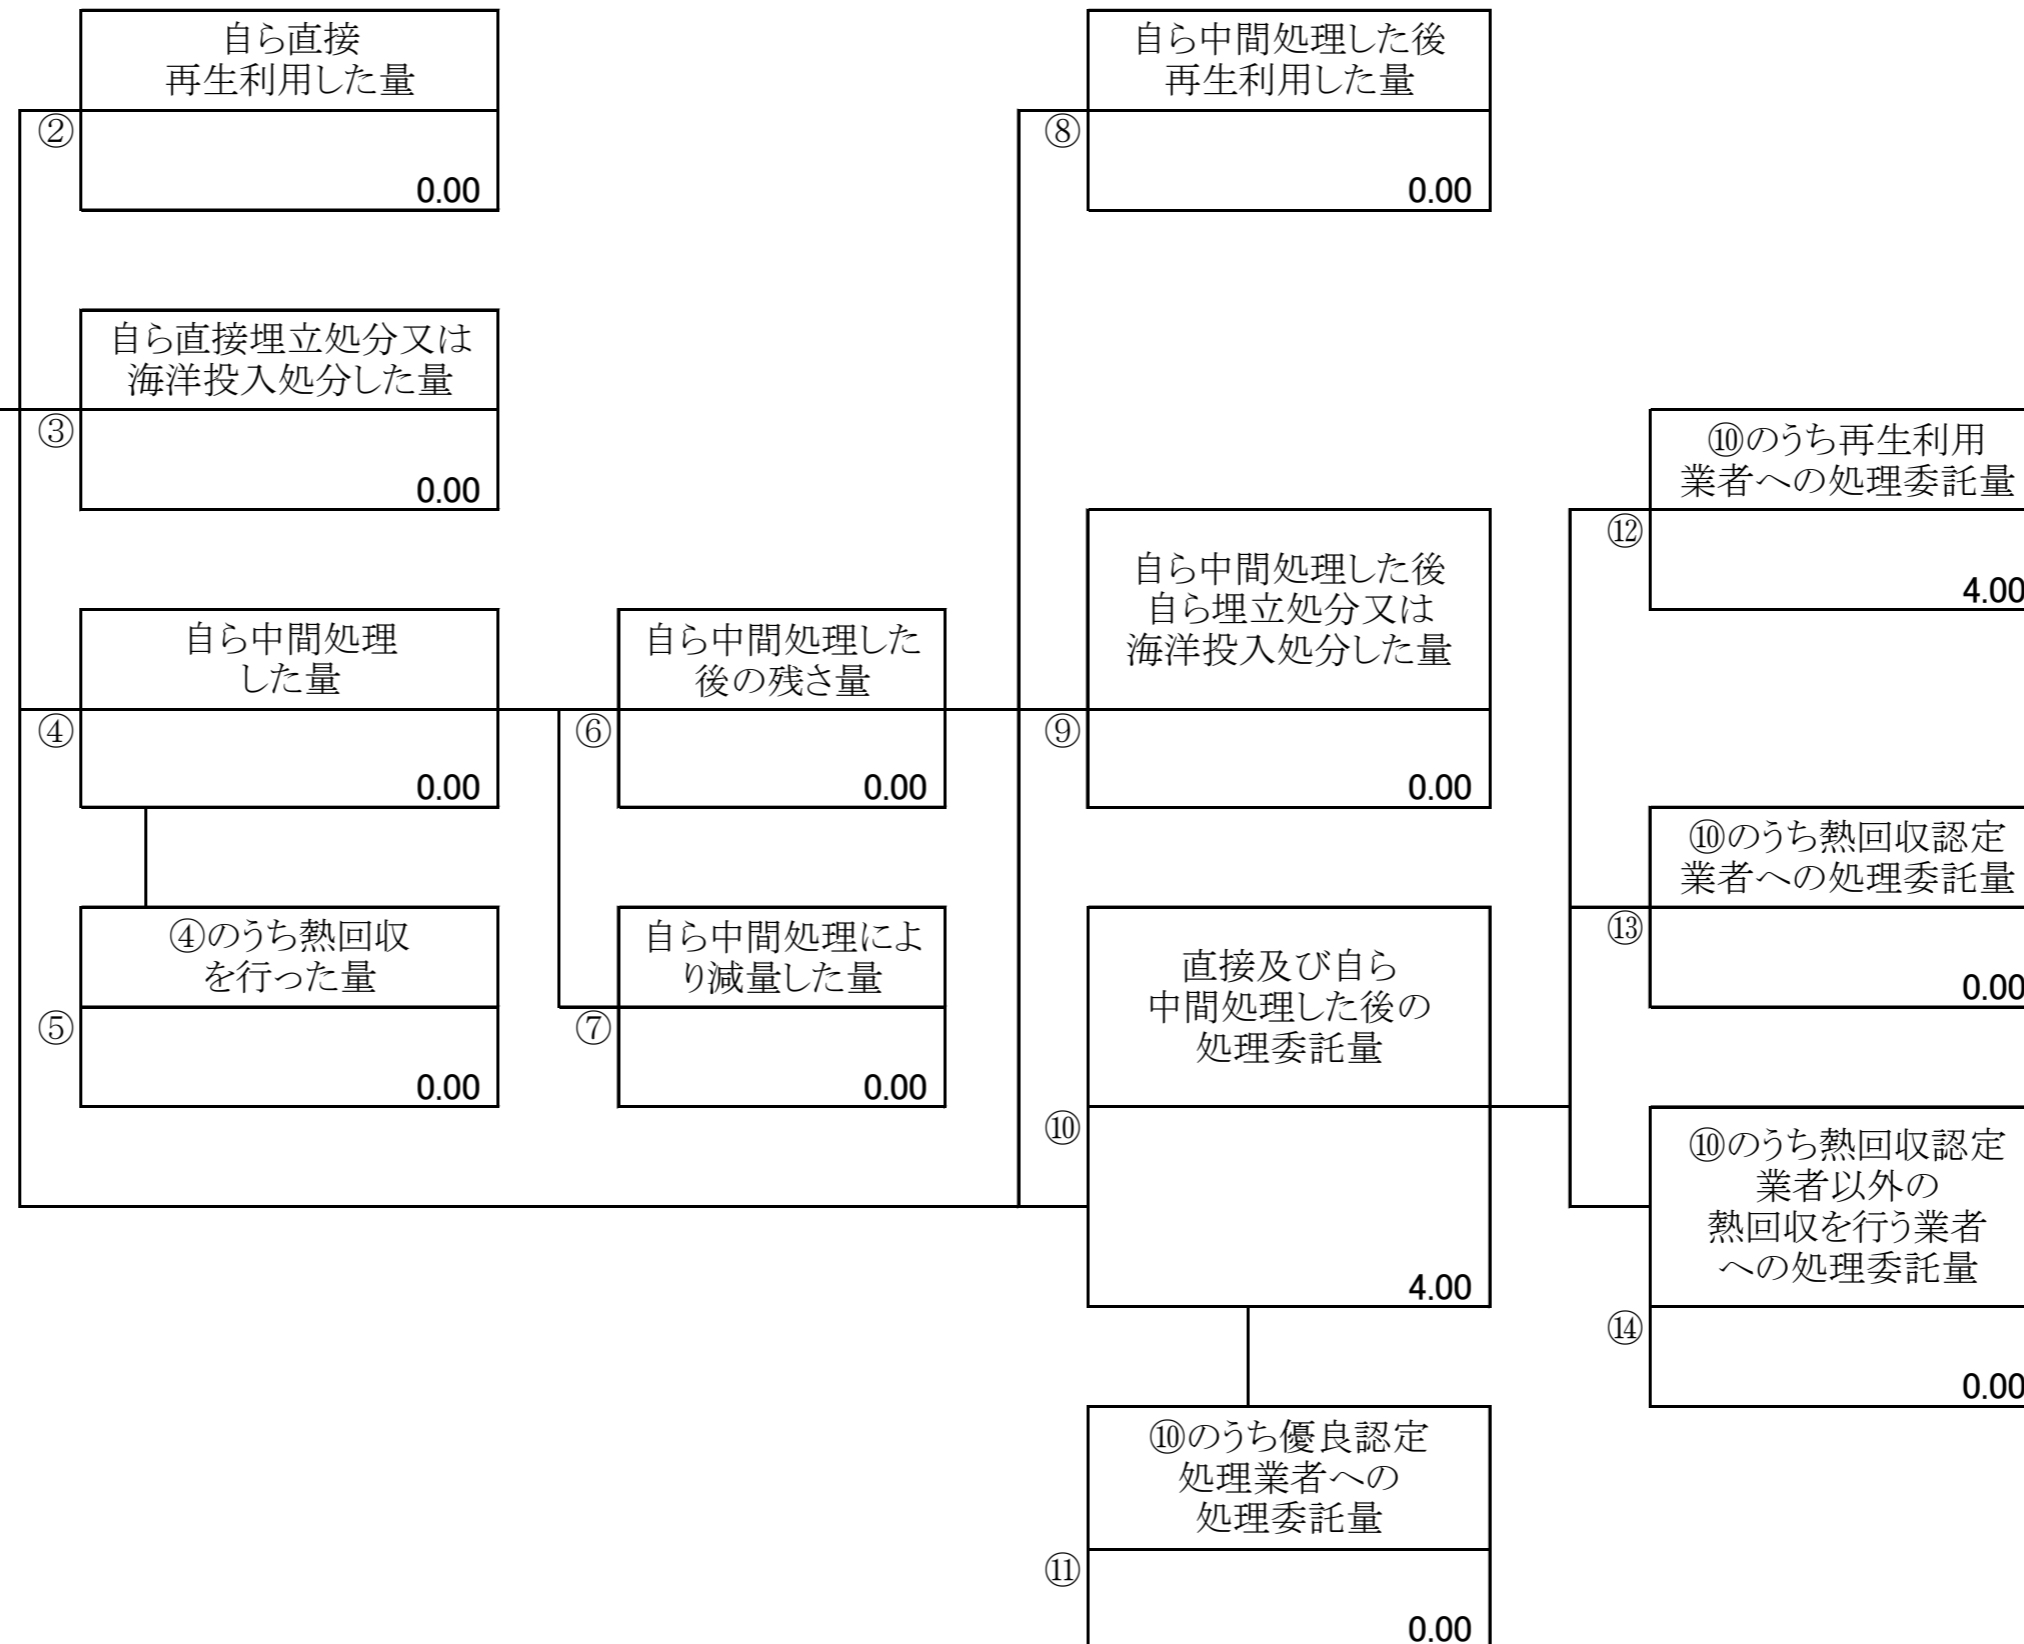 自ら直接
再生利用した量
②
0.00
自ら中間処理した後
再生利用した量
⑧
0.00
自ら直接埋立処分又は
海洋投入処分した量
③
0.00
⑩のうち再生利用
業者への処理委託量
⑫
4.00
自ら中間処理
した量
④
0.00
自ら中間処理した
後の残さ量
⑥
0.00
自ら中間処理した後
自ら埋立処分又は
海洋投入処分した量
⑨
0.00
⑩のうち熱回収認定
業者への処理委託量
⑬
0.00
④のうち熱回収
を行った量
⑤
0.00
自ら中間処理によ
り減量した量
⑦
0.00
直接及び自ら
中間処理した後の
処理委託量
⑩
4.00
⑩のうち熱回収認定
業者以外の
熱回収を行う業者
への処理委託量
⑭
0.00
⑩のうち優良認定
処理業者への
処理委託量
⑪
0.00